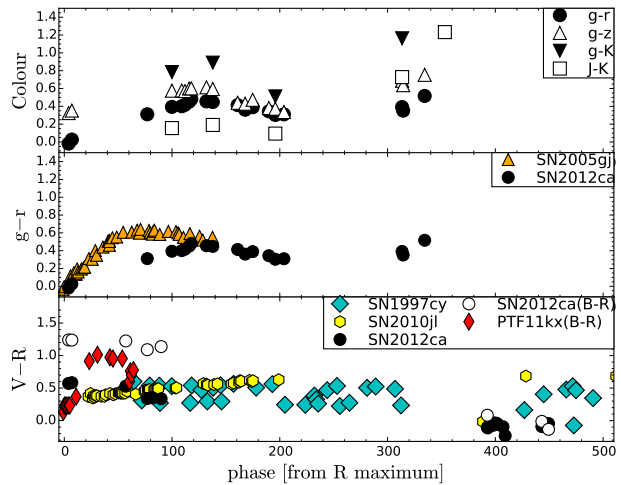 1.4
1.2
1.0
0.8
0.6
0.4
0.2
0.0
Colour
g-r
g-z
g-K
J-K
1.4
1.2
1.0
0.8
0.6
0.4
0.2
0.0
g−r
SN2005gj
SN2012ca
1.5
1.0
0.5
0.0
V−R
SN1997cy
SN2010jl
SN2012ca
SN2012ca(B-R)
PTF11kx(B-R)
0 100 200 300 400 500
phase [from R maximum]